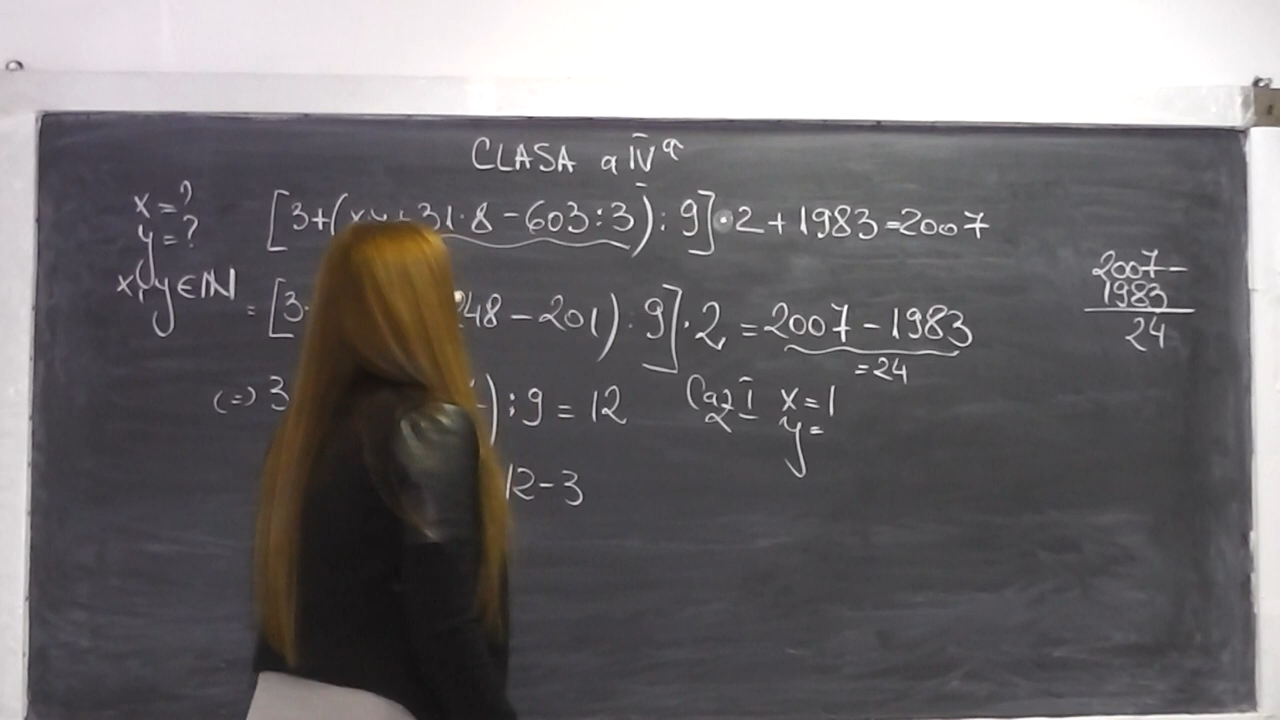 CLASA a IV a
x=?
y=?
x,y∈ℕ
[3+(xy+31·8-603:3):9]·2+1983=2007
=[3 248-201):9]·2=2007-1983
=24
(=)3 ):9=12
12-3
Caz I x=1
y=
2007-
1983
24